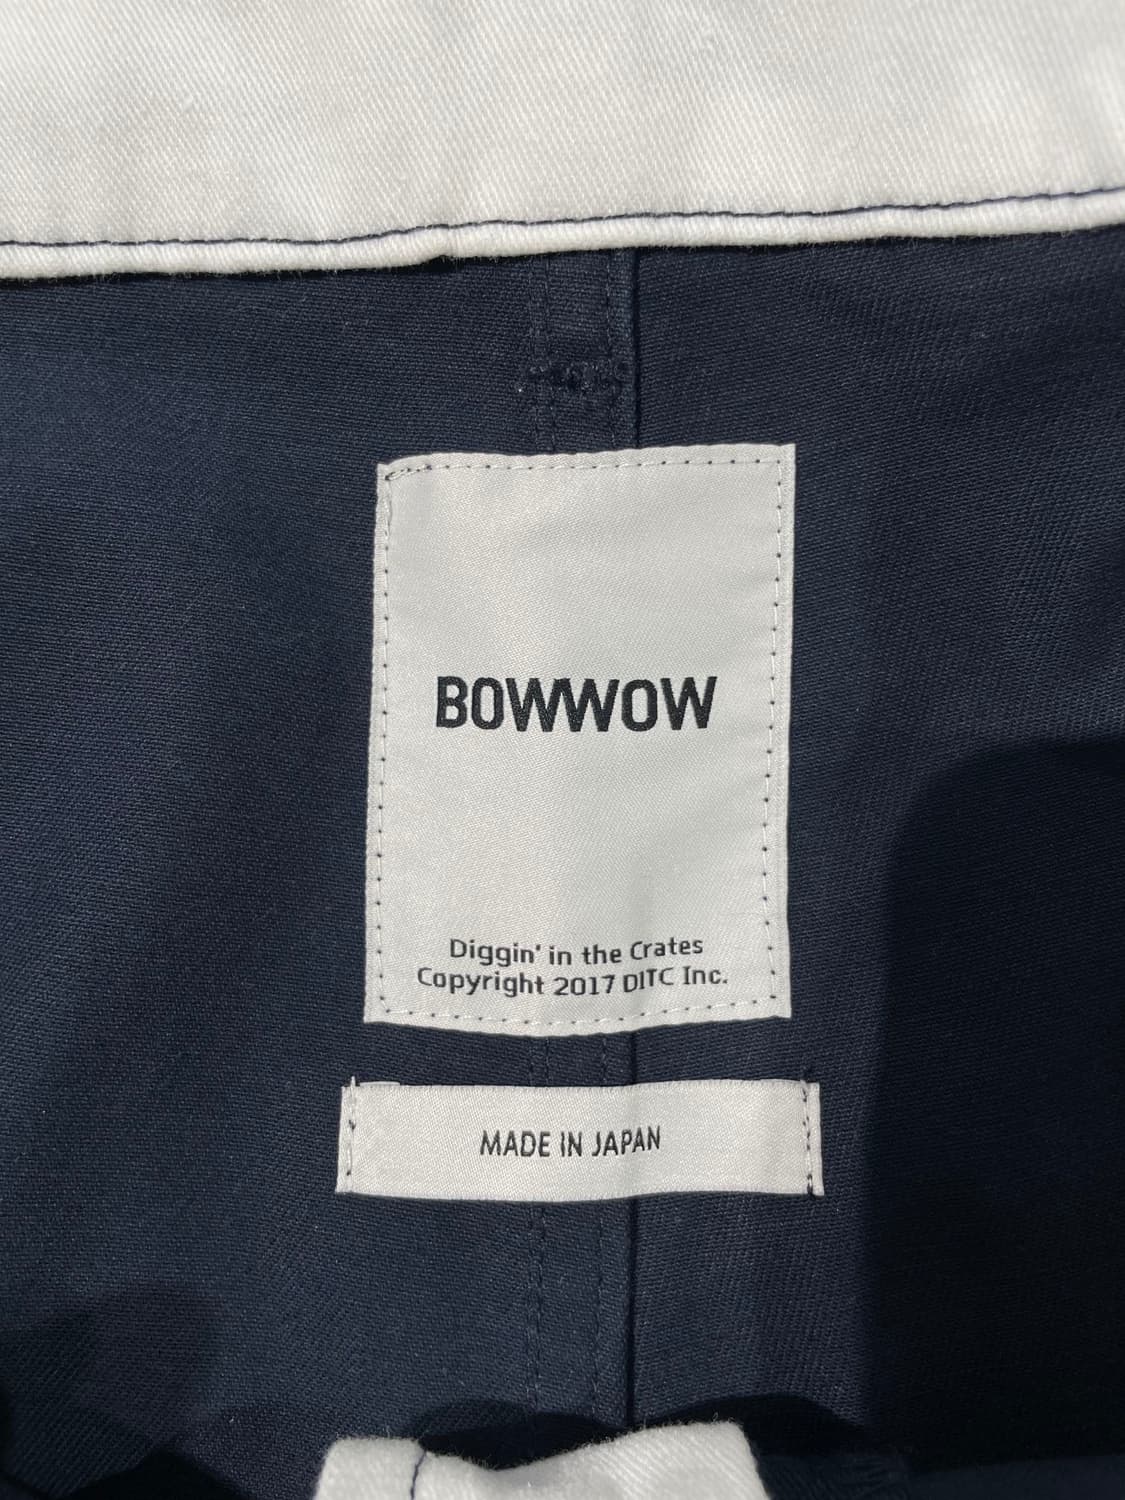 BOWWOW
Diggin' in the Crates
Copyright 2017 DITC Inc.
MADE IN JAPAN